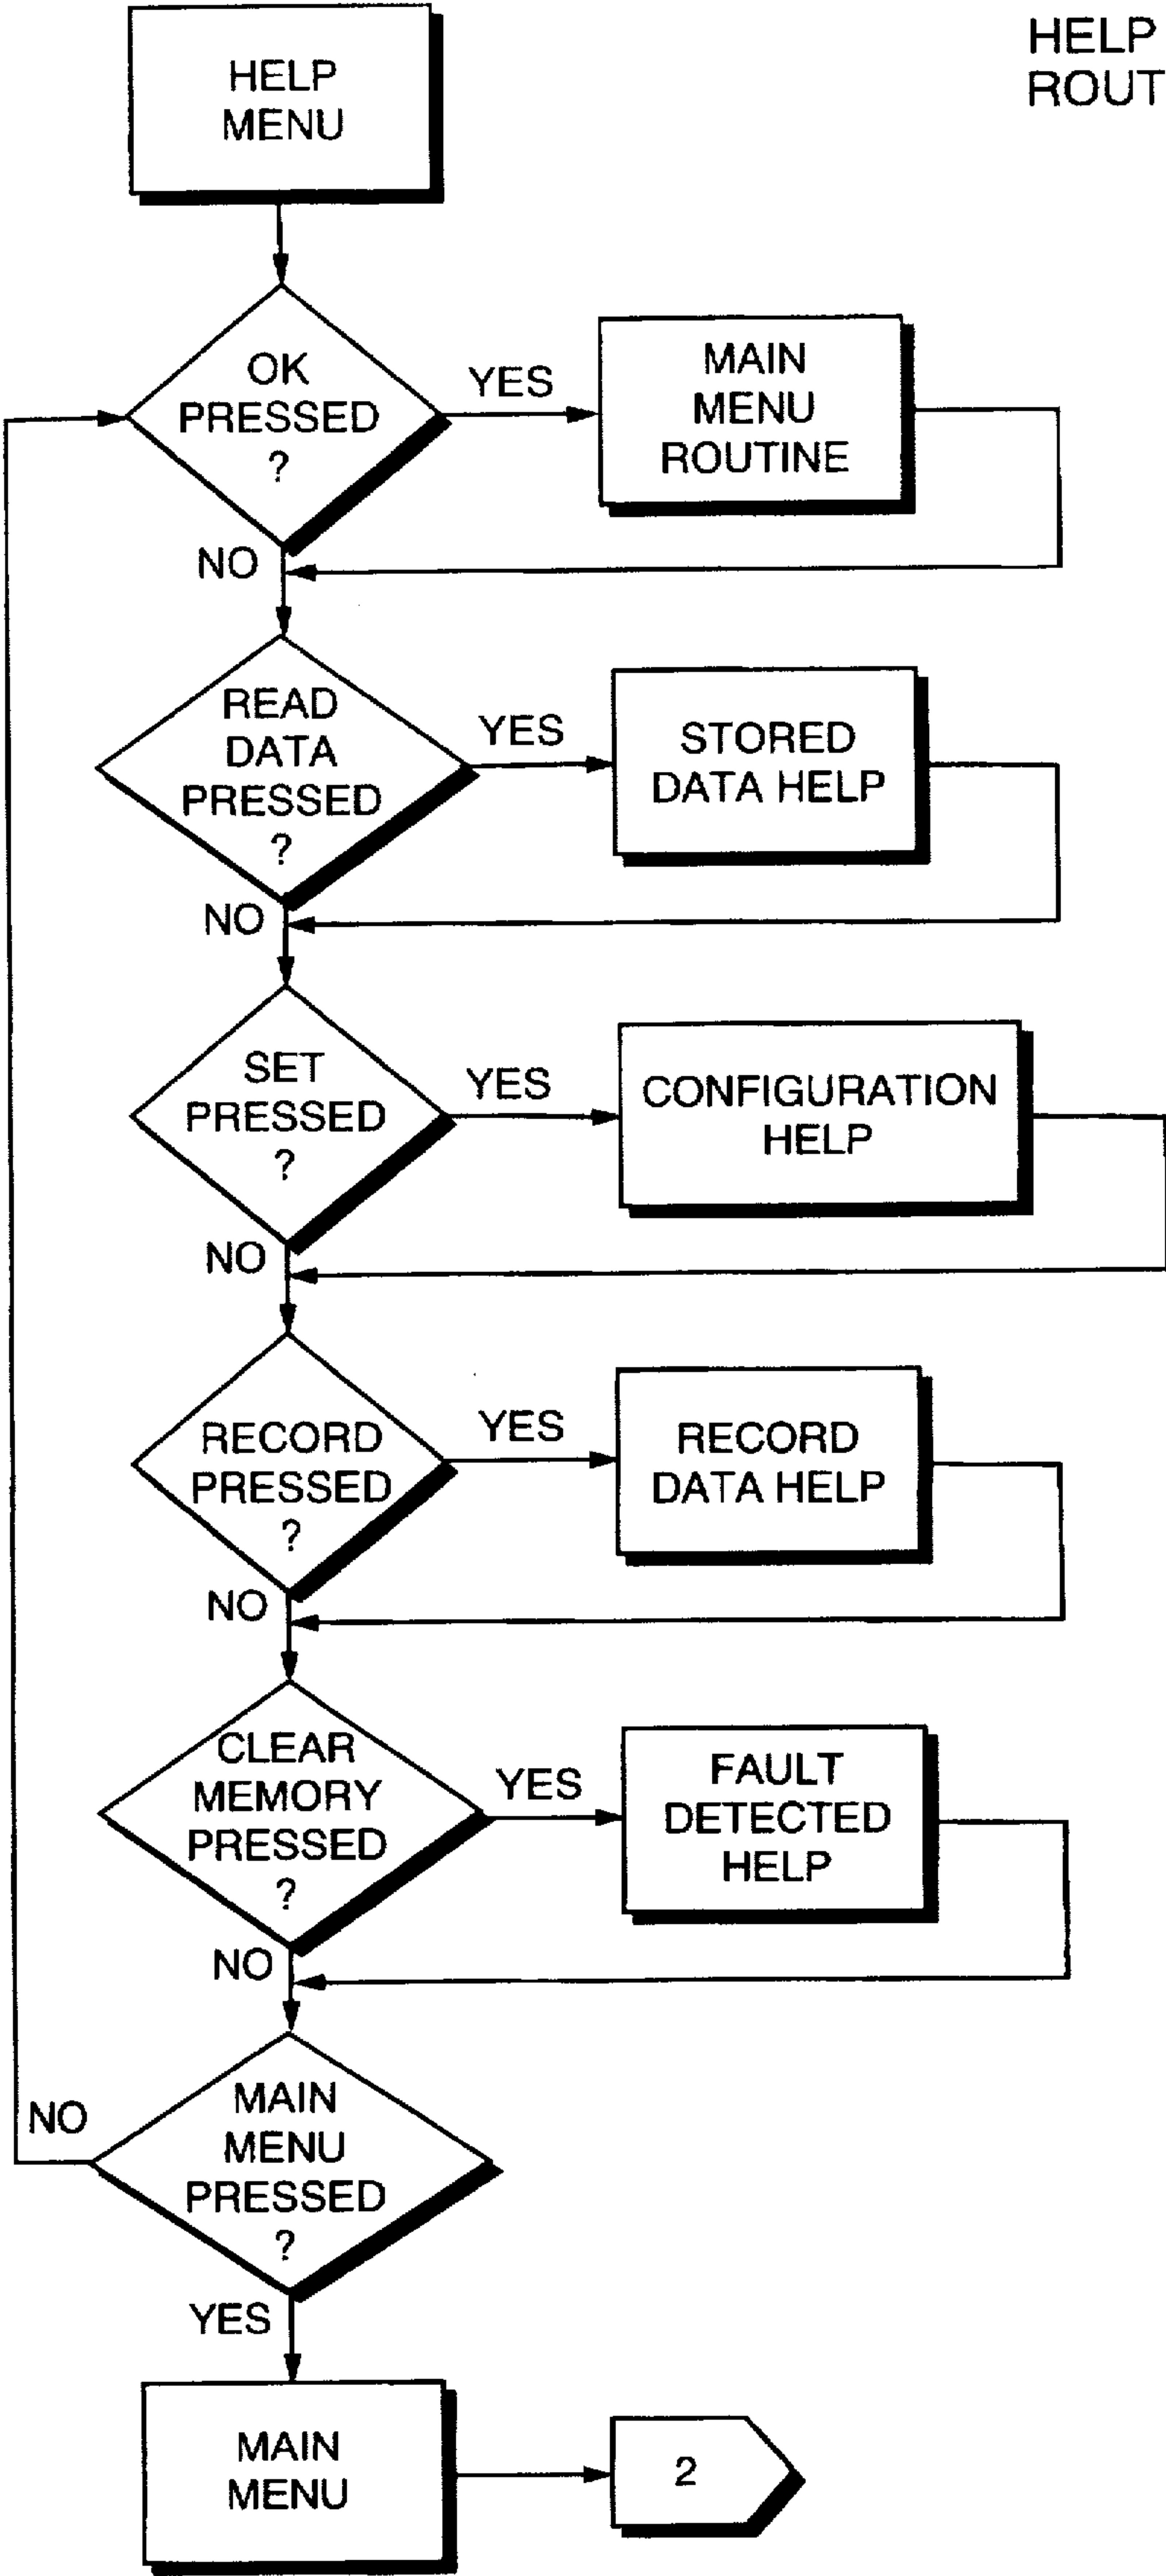 HELP
ROUT
HELP
MENU
OK
PRESSED
?
YES
MAIN
MENU
ROUTINE
NO
READ
DATA
PRESSED
?
YES
STORED
DATA HELP
NO
SET
PRESSED
?
YES
CONFIGURATION
HELP
NO
RECORD
PRESSED
?
YES
RECORD
DATA HELP
NO
CLEAR
MEMORY
PRESSED
?
YES
FAULT
DETECTED
HELP
NO
MAIN
MENU
PRESSED
?
NO
YES
MAIN
MENU
2